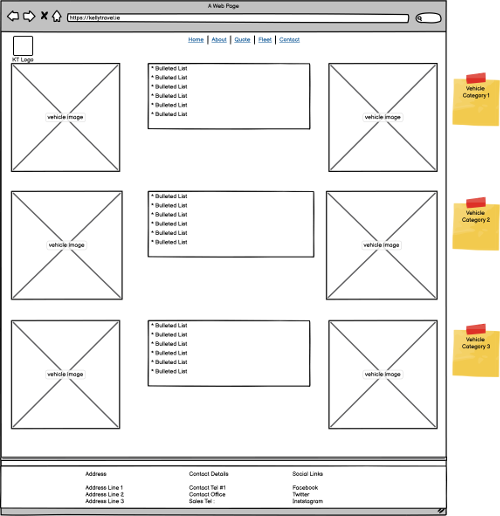 A Web Page
https://kellytravel.ie
Home About Quote Fleet Contact
KT Logo
vehicle image
* Bulleted List
* Bulleted List
* Bulleted List
* Bulleted List
* Bulleted List
* Bulleted List
vehicle image
Vehicle
Category 1
vehicle image
* Bulleted List
* Bulleted List
* Bulleted List
* Bulleted List
* Bulleted List
* Bulleted List
vehicle image
Vehicle
Category 2
vehicle image
* Bulleted List
* Bulleted List
* Bulleted List
* Bulleted List
* Bulleted List
* Bulleted List
vehicle image
Vehicle
Category 3
Address Contact Details Social Links
Address Line 1 Contact Tel #1 Facebook
Address Line 2 Contact Office Twitter
Address Line 3 Sales Tel : Instatagram